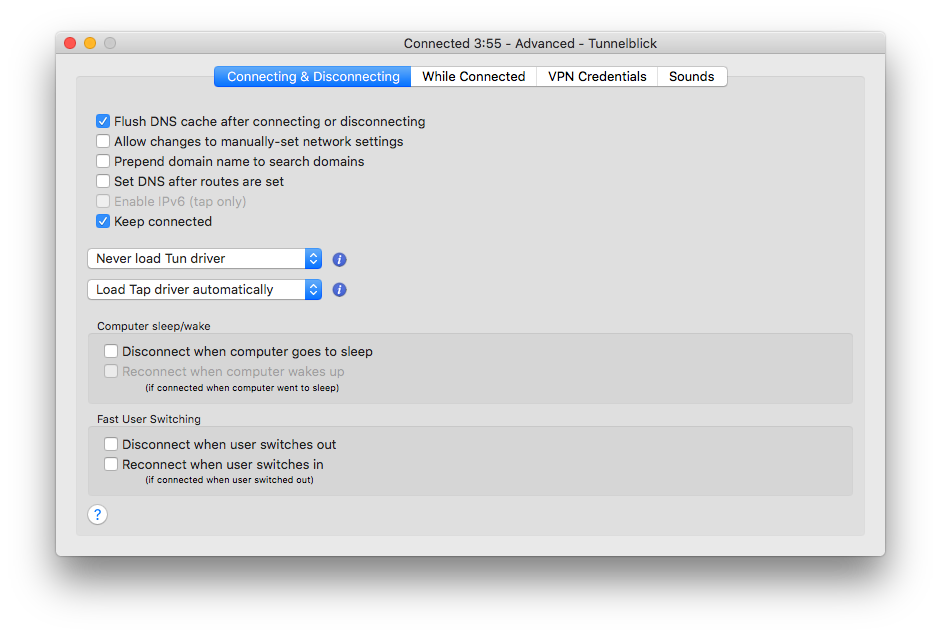 Connected 3:55 - Advanced - Tunnelblick
Connecting & Disconnecting While Connected VPN Credentials Sounds
Flush DNS cache after connecting or disconnecting
Allow changes to manually-set network settings
Prepend domain name to search domains
Set DNS after routes are set
Enable IPv6 (tap only)
Keep connected
Never load Tun driver i
Load Tap driver automatically i
Computer sleep/wake
Disconnect when computer goes to sleep
Reconnect when computer wakes up
(if connected when computer went to sleep)
Fast User Switching
Disconnect when user switches out
Reconnect when user switches in
(if connected when user switched out)
?